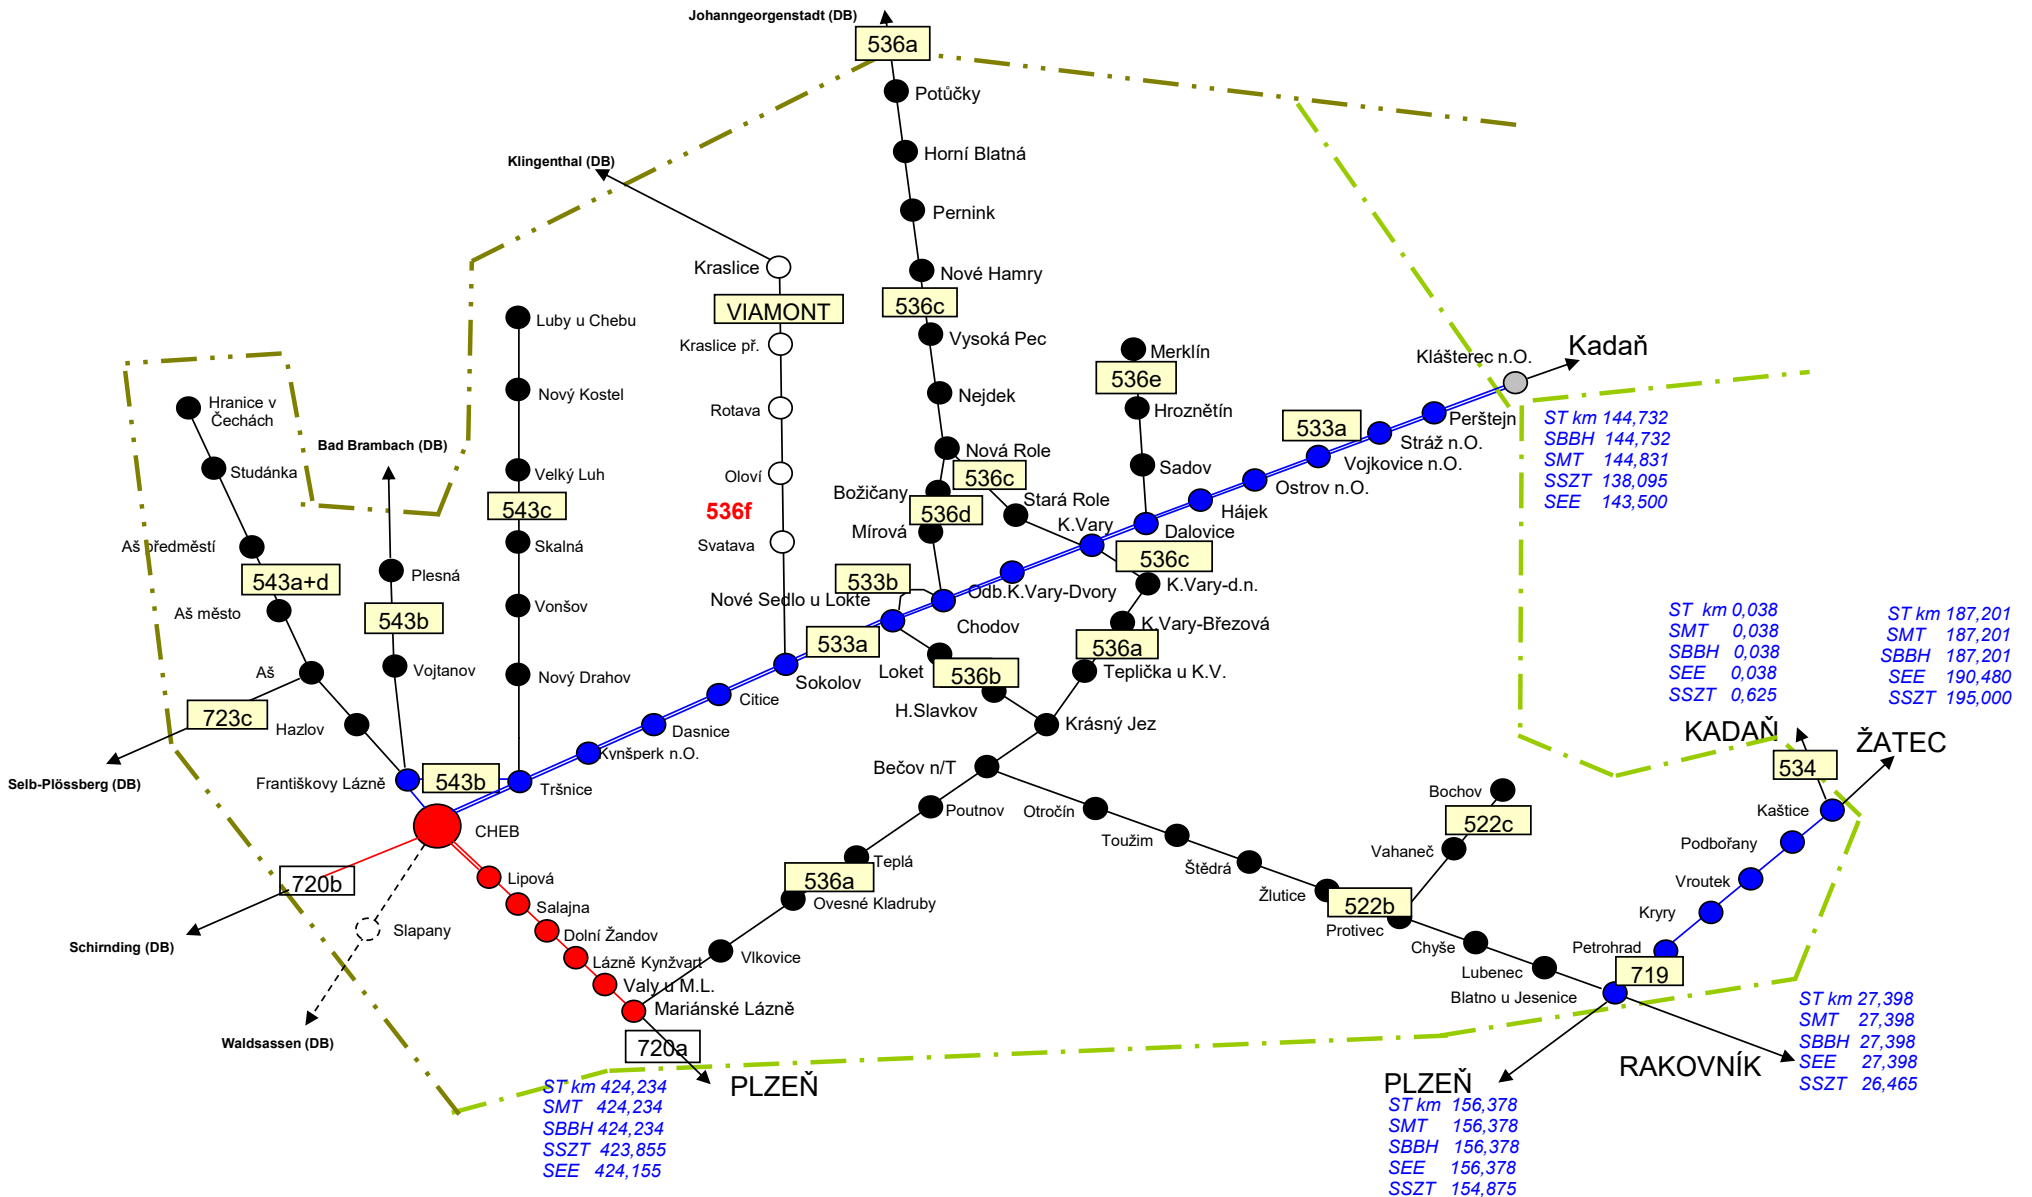 Johanngeorgenstadt (DB)
536a
Potůčky
Horní Blatná
Klingenthal (DB)
Pernink
Kraslice
Nové Hamry
536c
VIAMONT
Luby u Chebu
Kraslice př.
Vysoká Pec
Merklín
536e
Klášterec n.O.
Kadaň
Nový Kostel
Nejdek
Hranice v
Čechách
Rotava
Hroznětín
533a
Perštejn
ST km 144,732
SBBH 144,732
SMT 144,831
SSZT 138,095
SEE 143,500
Stráž n.O.
Bad Brambach (DB)
Nová Role
Vojkovice n.O.
Studánka
Velký Luh
Oloví
536c
Sadov
Ostrov n.O.
Božičany
Stará Role
543c
536f
536d
Hájek
K.Vary
Dalovice
Mírová
Aš předměstí
Skalná
Svatava
536c
543a+d
Plesná
533b
K.Vary-d.n.
Odb.K.Vary-Dvory
Nové Sedlo u Lokte
Aš město
543b
Vonšov
Chodov
K.Vary-Březová
ST km 0,038
SMT 0,038
SBBH 0,038
SEE 0,038
SSZT 0,625
ST km 187,201
SMT 187,201
SBBH 187,201
SEE 190,480
SSZT 195,000
533a
536a
Aš
Vojtanov
Nový Drahov
Sokolov
Loket
536b
Teplička u K.V.
Citice
H.Slavkov
723c
Hazlov
Dasnice
Krásný Jez
KADAŇ
ŽATEC
Kynšperk n.O.
534
Bečov n/T
Selb-Plössberg (DB)
Františkovy Lázně
543b
Tršnice
Bochov
Poutnov
Otročín
522c
Kaštice
CHEB
Toužim
Podbořany
Vahaneč
Teplá
Štědrá
720b
Lipová
536a
Vroutek
Žlutice
522b
Ovesné Kladruby
Salajna
Kryry
Protivec
Slapany
Dolní Žandov
Schirnding (DB)
Chyše
Petrohrad
Vlkovice
Lázně Kynžvart
Lubenec
719
Valy u M.L.
Blatno u Jesenice
Mariánské Lázně
ST km 27,398
SMT 27,398
SBBH 27,398
SEE 27,398
SSZT 26,465
Waldsassen (DB)
720a
RAKOVNÍK
PLZEŇ
PLZEŇ
ST km 424,234
SMT 424,234
SBBH 424,234
SSZT 423,855
SEE 424,155
ST km 156,378
SMT 156,378
SBBH 156,378
SEE 156,378
SSZT 154,875